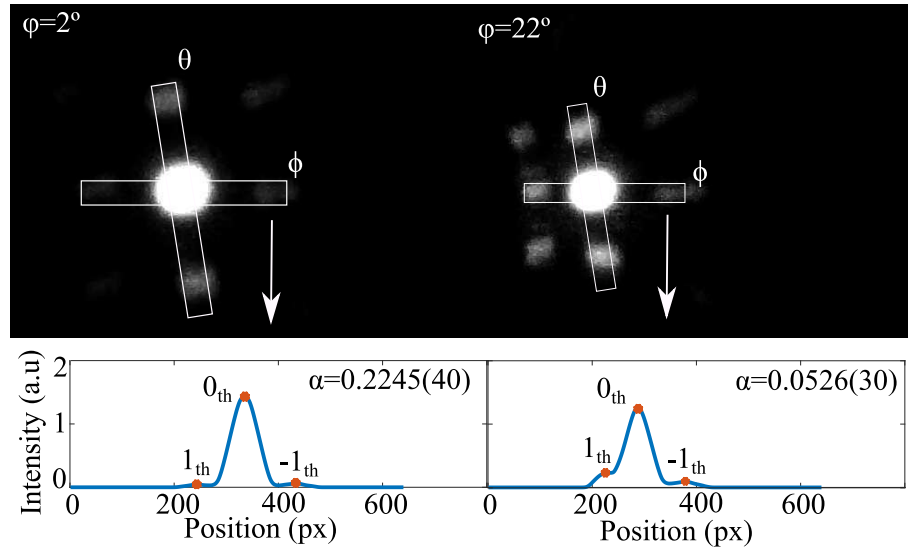 φ=2º
θ
ϕ
φ=22º
θ
ϕ
Intensity (a.u)
2
1
0
α=0.2245(40)
0th
1th
-1th
α=0.0526(30)
0th
1th
-1th
0 200 400 600
0 200 400 600
Position (px)
Position (px)